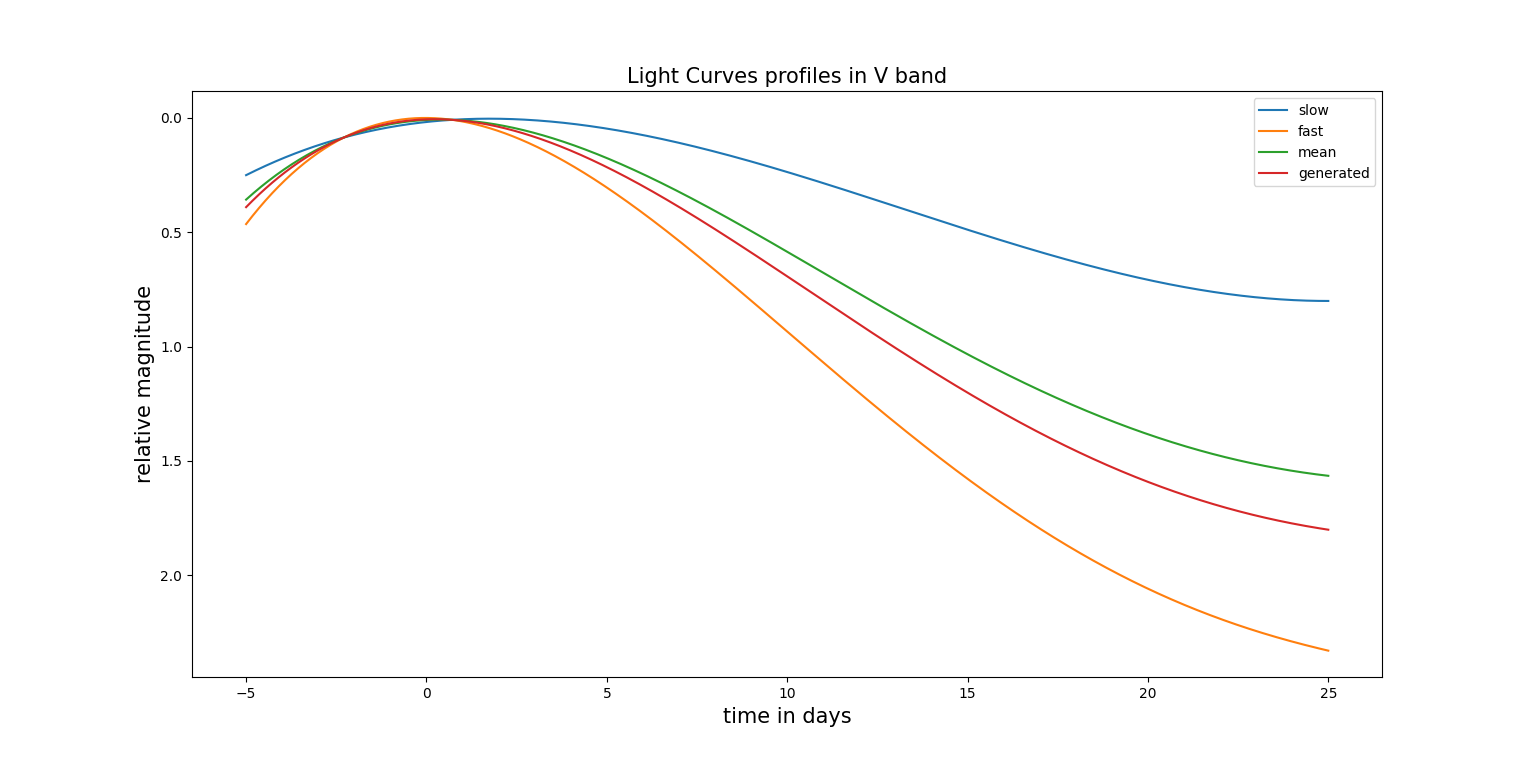 Light Curves profiles in V band
slow
fast
mean
generated
relative magnitude
0.0
0.5
1.0
1.5
2.0
−5
0
5
10
15
20
25
time in days